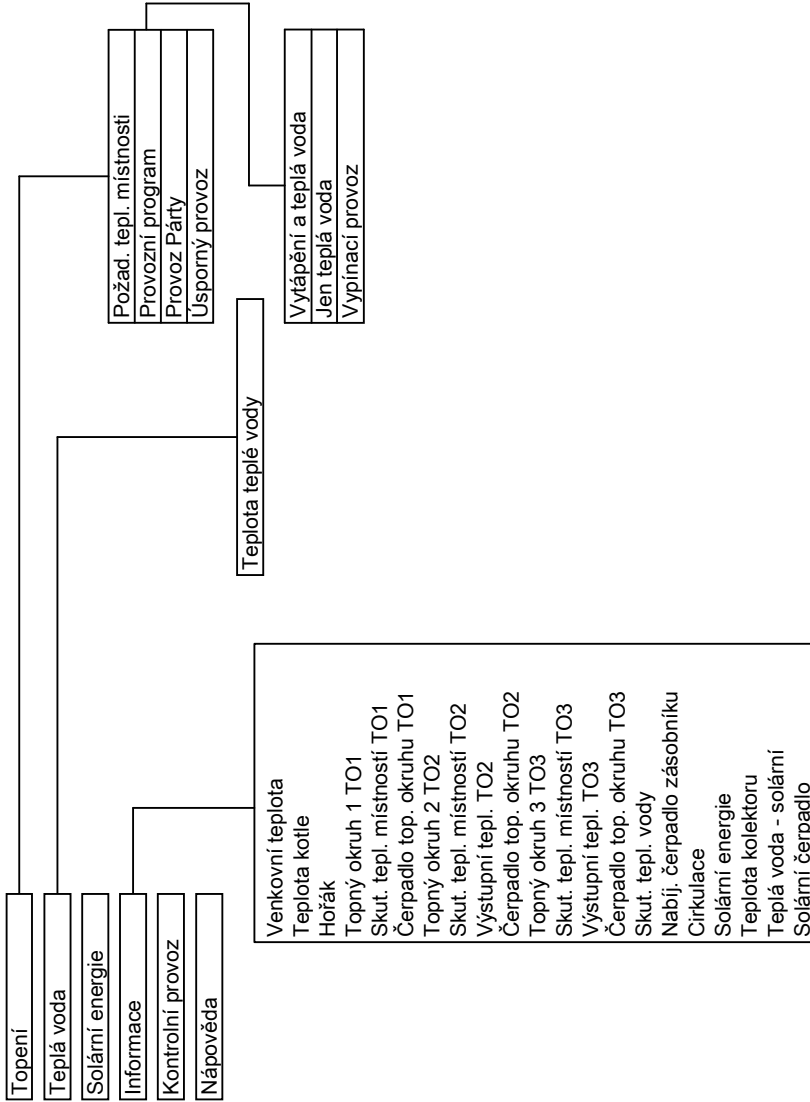 Topení
Teplá voda
Solární energie
Informace
Kontrolní provoz
Nápověda
Požad. tepl. místnosti
Provozní program
Provoz Párty
Úsporný provoz
Vytápění a teplá voda
Jen teplá voda
Vypínací provoz
Teplota teplé vody
Venkovní teplota
Teplota kotle
Hořák
Topný okruh 1 TO1
Skut. tepl. místností TO1
Čerpadlo top. okruhu TO1
Topný okruh 2 TO2
Skut. tepl. místností TO2
Výstupní tepl. TO2
Čerpadlo top. okruhu TO2
Topný okruh 3 TO3
Skut. tepl. místností TO3
Výstupní tepl. TO3
Čerpadlo top. okruhu TO3
Skut. tepl. vody
Nabíj. čerpadlo zásobníku
Cirkulace
Solární energie
Teplota kolektoru
Teplá voda - solární
Solární čerpadlo